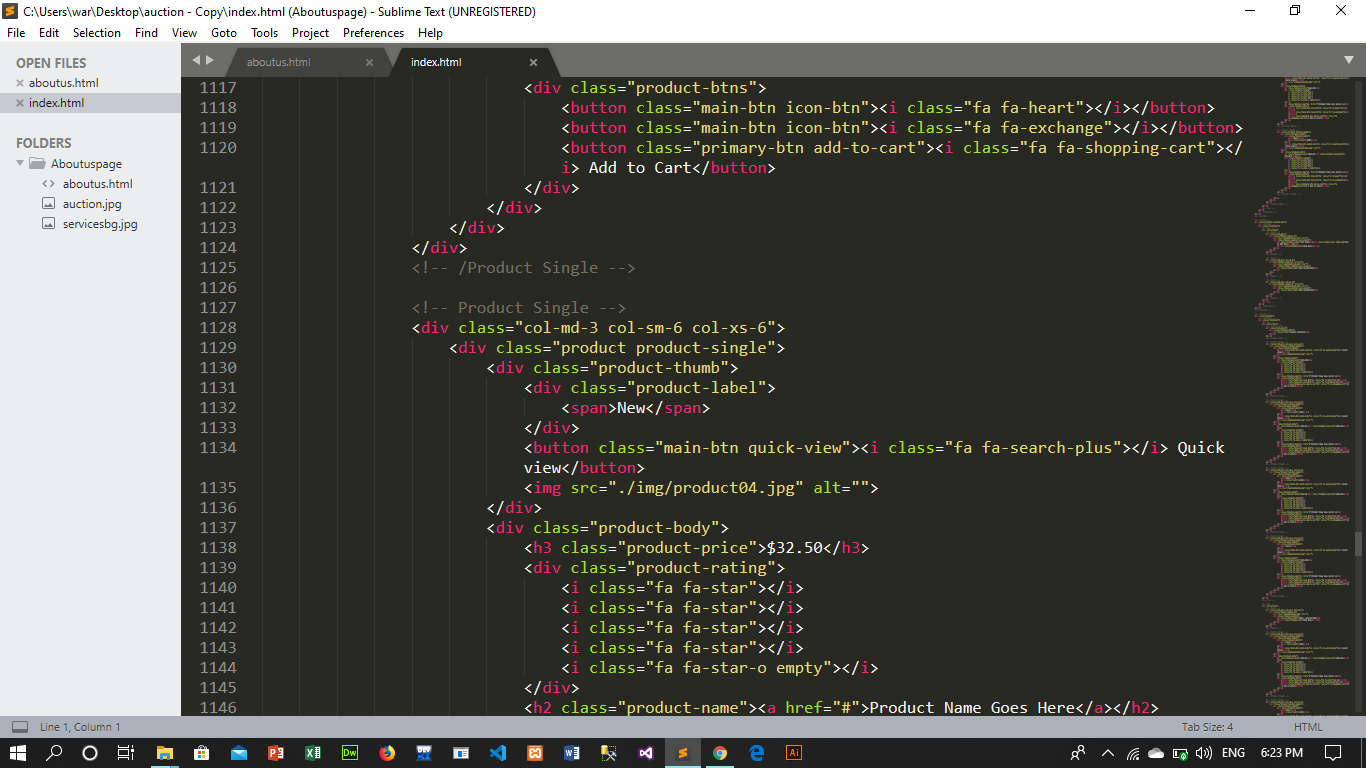 C:\Users\war\Desktop\auction - Copy\index.html (Aboutuspage) - Sublime Text (UNREGISTERED)
File Edit Selection Find View Goto Tools Project Preferences Help
OPEN FILES
aboutus.html
index.html
FOLDERS
Aboutuspage
aboutus.html
auction.jpg
servicesbg.jpg
aboutus.html index.html
1117 <div class="product-btns">
1118 <button class="main-btn icon-btn"><i class="fa fa-heart"></i></button>
1119 <button class="main-btn icon-btn"><i class="fa fa-exchange"></i></button>
1120 <button class="primary-btn add-to-cart"><i class="fa fa-shopping-cart"></
i> Add to Cart</button>
1121 </div>
1122 </div>
1123 </div>
1124 </div>
1125 <!-- /Product Single -->
1126
1127 <!-- Product Single -->
1128 <div class="col-md-3 col-sm-6 col-xs-6">
1129 <div class="product product-single">
1130 <div class="product-thumb">
1131 <div class="product-label">
1132 <span>New</span>
1133 </div>
1134 <button class="main-btn quick-view"><i class="fa fa-search-plus"></i> Quick
view</button>
1135 <img src="./img/product04.jpg" alt="">
1136 </div>
1137 <div class="product-body">
1138 <h3 class="product-price">$32.50</h3>
1139 <div class="product-rating">
1140 <i class="fa fa-star"></i>
1141 <i class="fa fa-star"></i>
1142 <i class="fa fa-star"></i>
1143 <i class="fa fa-star"></i>
1144 <i class="fa fa-star-o empty"></i>
1145 </div>
1146 <h2 class="product-name"><a href="#">Product Name Goes Here</a></h2>
Line 1, Column 1 Tab Size: 4 HTML
ENG 6:23 PM